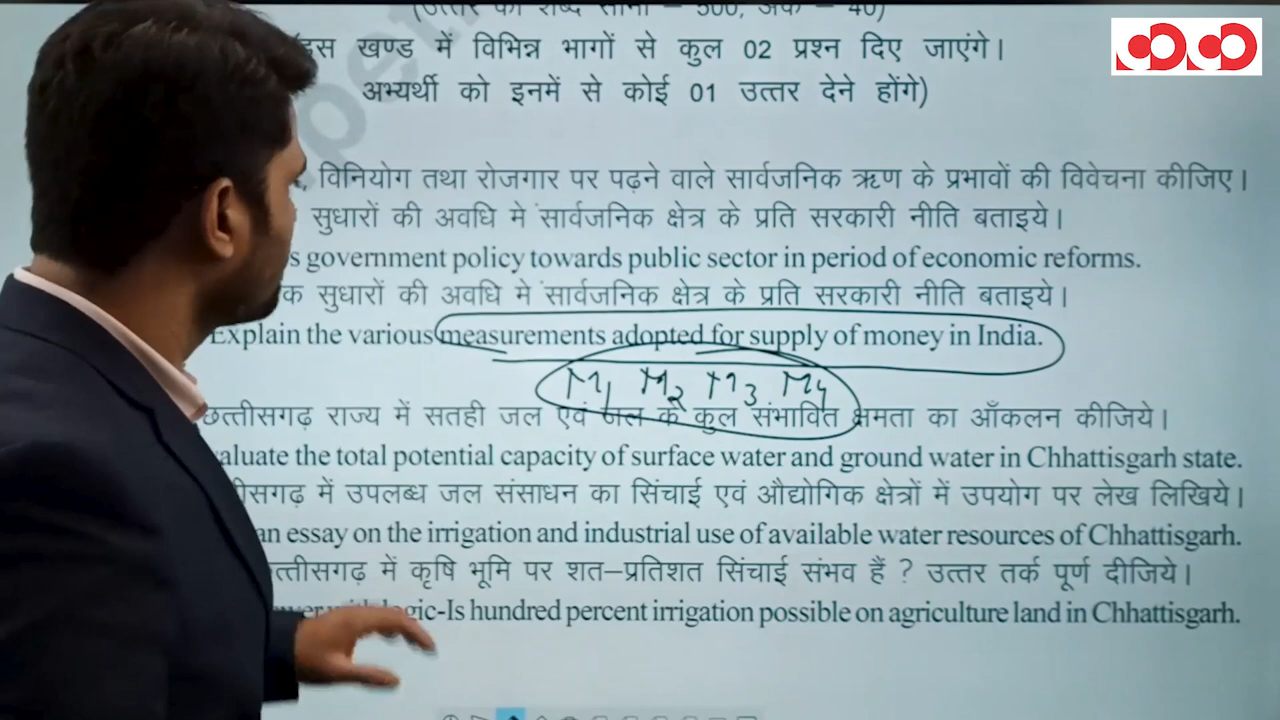 (उत्तर की शब्द सीमा – 500, अंक – 40)
इस खण्ड में विभिन्न भागों से कुल 02 प्रश्न दिए जाएंगे।
अभ्यर्थी को इनमें से कोई 01 उत्तर देने होंगे)
विनियोग तथा रोजगार पर पढ़ने वाले सार्वजनिक ऋण के प्रभावों की विवेचना कीजिए।
सुधारों की अवधि मे सार्वजनिक क्षेत्र के प्रति सरकारी नीति बताइये।
government policy towards public sector in period of economic reforms.
सुधारों की अवधि मे सार्वजनिक क्षेत्र के प्रति सरकारी नीति बताइये।
Explain the various measurements adopted for supply of money in India.
M1 M2 M3 M4
छत्तीसगढ़ राज्य में सतही जल एवं जल के कुल संभावित क्षमता का आँकलन कीजिये।
the total potential capacity of surface water and ground water in Chhattisgarh state.
में उपलब्ध जल संसाधन का सिंचाई एवं औद्योगिक क्षेत्रों में उपयोग पर लेख लिखिये।
an essay on the irrigation and industrial use of available water resources of Chhattisgarh.
में कृषि भूमि पर शत–प्रतिशत सिंचाई संभव हैं ? उत्तर तर्क पूर्ण दीजिये।
Is hundred percent irrigation possible on agriculture land in Chhattisgarh.